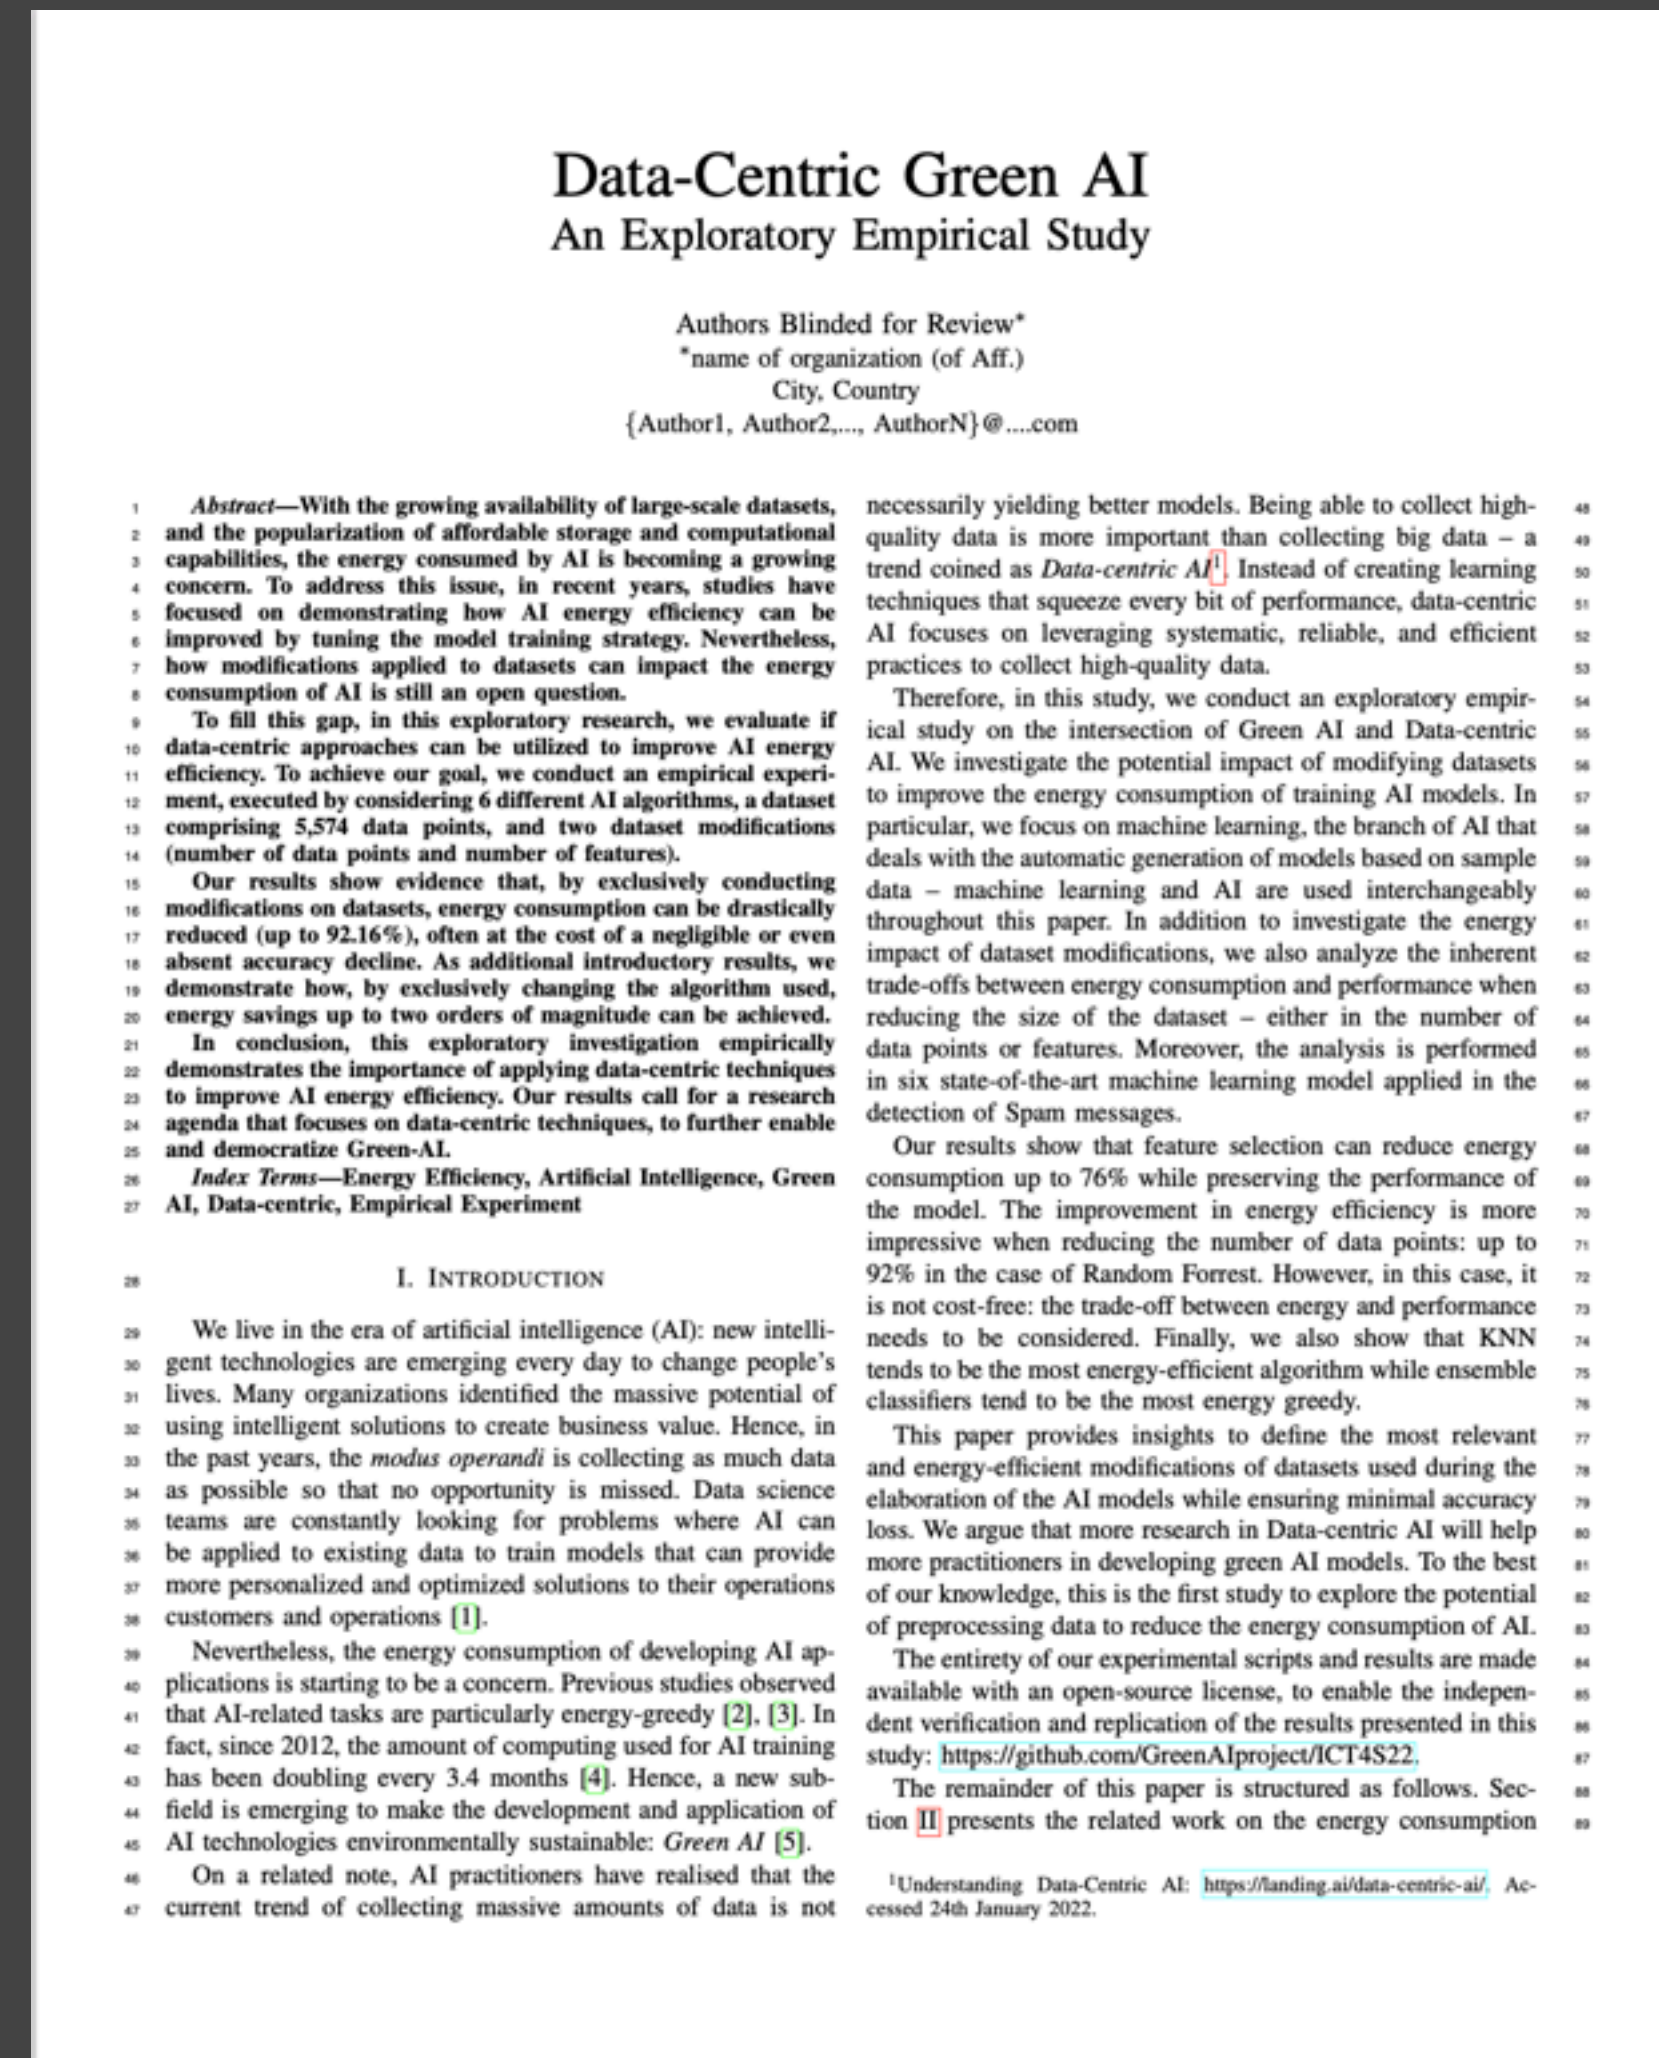 Data-Centric Green AI
An Exploratory Empirical Study
Authors Blinded for Review*
*name of organization (of Aff.)
City, Country
{Author1, Author2,..., AuthorN}@....com
1 Abstract—With the growing availability of large-scale datasets,
2 and the popularization of affordable storage and computational
3 capabilities, the energy consumed by AI is becoming a growing
4 concern. To address this issue, in recent years, studies have
5 focused on demonstrating how AI energy efficiency can be
6 improved by tuning the model training strategy. Nevertheless,
7 how modifications applied to datasets can impact the energy
8 consumption of AI is still an open question.
9 To fill this gap, in this exploratory research, we evaluate if
10 data-centric approaches can be utilized to improve AI energy
11 efficiency. To achieve our goal, we conduct an empirical experi-
12 ment, executed by considering 6 different AI algorithms, a dataset
13 comprising 5,574 data points, and two dataset modifications
14 (number of data points and number of features).
15 Our results show evidence that, by exclusively conducting
16 modifications on datasets, energy consumption can be drastically
17 reduced (up to 92.16%), often at the cost of a negligible or even
18 absent accuracy decline. As additional introductory results, we
19 demonstrate how, by exclusively changing the algorithm used,
20 energy savings up to two orders of magnitude can be achieved.
21 In conclusion, this exploratory investigation empirically
22 demonstrates the importance of applying data-centric techniques
23 to improve AI energy efficiency. Our results call for a research
24 agenda that focuses on data-centric techniques, to further enable
25 and democratize Green-AI.
26 Index Terms—Energy Efficiency, Artificial Intelligence, Green
27 AI, Data-centric, Empirical Experiment
28 I. INTRODUCTION
29 We live in the era of artificial intelligence (AI): new intelli-
30 gent technologies are emerging every day to change people's
31 lives. Many organizations identified the massive potential of
32 using intelligent solutions to create business value. Hence, in
33 the past years, the modus operandi is collecting as much data
34 as possible so that no opportunity is missed. Data science
35 teams are constantly looking for problems where AI can
36 be applied to existing data to train models that can provide
37 more personalized and optimized solutions to their operations
38 customers and operations [1].
39 Nevertheless, the energy consumption of developing AI ap-
40 plications is starting to be a concern. Previous studies observed
41 that AI-related tasks are particularly energy-greedy [2], [3]. In
42 fact, since 2012, the amount of computing used for AI training
43 has been doubling every 3.4 months [4]. Hence, a new sub-
44 field is emerging to make the development and application of
45 AI technologies environmentally sustainable: Green AI [5].
46 On a related note, AI practitioners have realised that the
47 current trend of collecting massive amounts of data is not
necessarily yielding better models. Being able to collect high- 48
quality data is more important than collecting big data – a 49
trend coined as Data-centric AI1. Instead of creating learning 50
techniques that squeeze every bit of performance, data-centric 51
AI focuses on leveraging systematic, reliable, and efficient 52
practices to collect high-quality data. 53
Therefore, in this study, we conduct an exploratory empir- 54
ical study on the intersection of Green AI and Data-centric 55
AI. We investigate the potential impact of modifying datasets 56
to improve the energy consumption of training AI models. In 57
particular, we focus on machine learning, the branch of AI that 58
deals with the automatic generation of models based on sample 59
data – machine learning and AI are used interchangeably 60
throughout this paper. In addition to investigate the energy 61
impact of dataset modifications, we also analyze the inherent 62
trade-offs between energy consumption and performance when 63
reducing the size of the dataset – either in the number of 64
data points or features. Moreover, the analysis is performed 65
in six state-of-the-art machine learning model applied in the 66
detection of Spam messages. 67
Our results show that feature selection can reduce energy 68
consumption up to 76% while preserving the performance of 69
the model. The improvement in energy efficiency is more 70
impressive when reducing the number of data points: up to 71
92% in the case of Random Forrest. However, in this case, it 72
is not cost-free: the trade-off between energy and performance 73
needs to be considered. Finally, we also show that KNN 74
tends to be the most energy-efficient algorithm while ensemble 75
classifiers tend to be the most energy greedy. 76
This paper provides insights to define the most relevant 77
and energy-efficient modifications of datasets used during the 78
elaboration of the AI models while ensuring minimal accuracy 79
loss. We argue that more research in Data-centric AI will help 80
more practitioners in developing green AI models. To the best 81
of our knowledge, this is the first study to explore the potential 82
of preprocessing data to reduce the energy consumption of AI. 83
The entirety of our experimental scripts and results are made 84
available with an open-source license, to enable the indepen- 85
dent verification and replication of the results presented in this 86
study: https://github.com/GreenAIproject/ICT4S22. 87
The remainder of this paper is structured as follows. Sec- 88
tion II presents the related work on the energy consumption 89
1Understanding Data-Centric AI: https://landing.ai/data-centric-ai/. Ac-
cessed 24th January 2022.